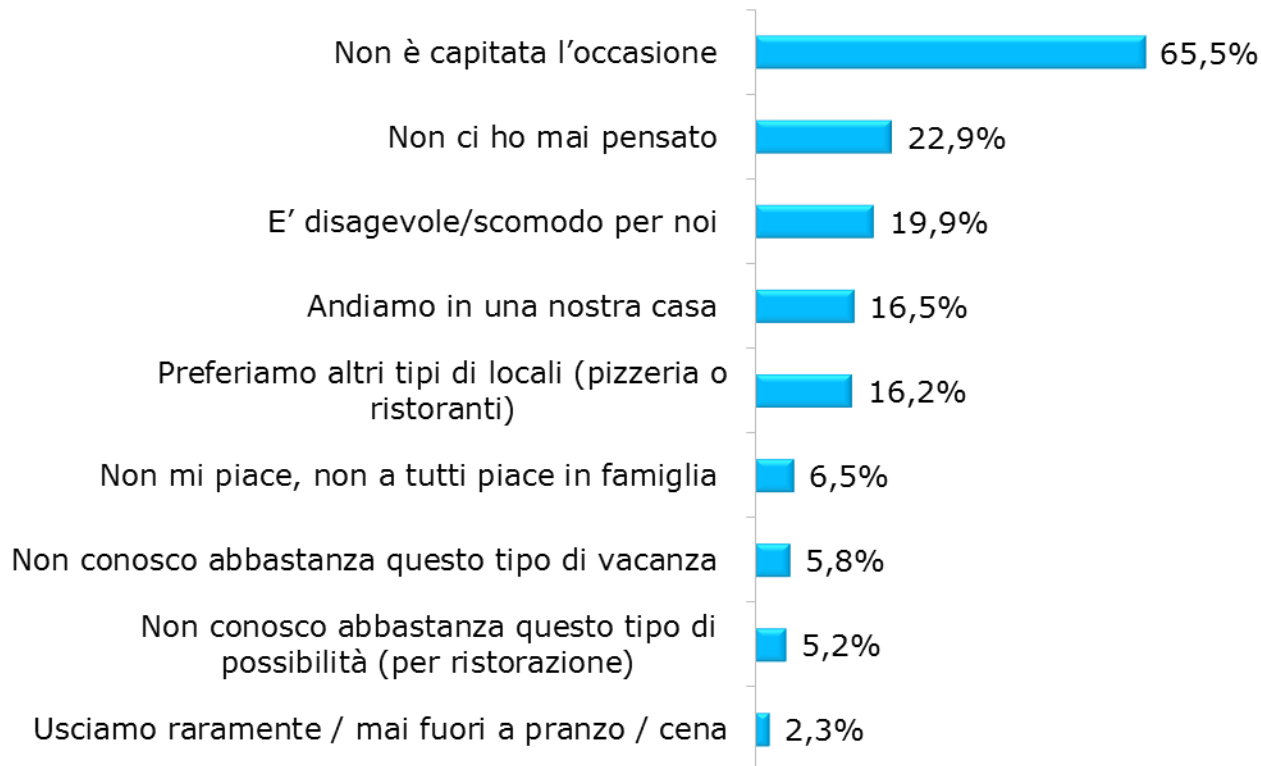 Non è capitata l’occasione 65,5%
Non ci ho mai pensato 22,9%
E’ disagevole/scomodo per noi 19,9%
Andiamo in una nostra casa 16,5%
Preferiamo altri tipi di locali (pizzeria o
ristoranti) 16,2%
Non mi piace, non a tutti piace in famiglia 6,5%
Non conosco abbastanza questo tipo di vacanza 5,8%
Non conosco abbastanza questo tipo di
possibilità (per ristorazione) 5,2%
Usciamo raramente / mai fuori a pranzo / cena 2,3%